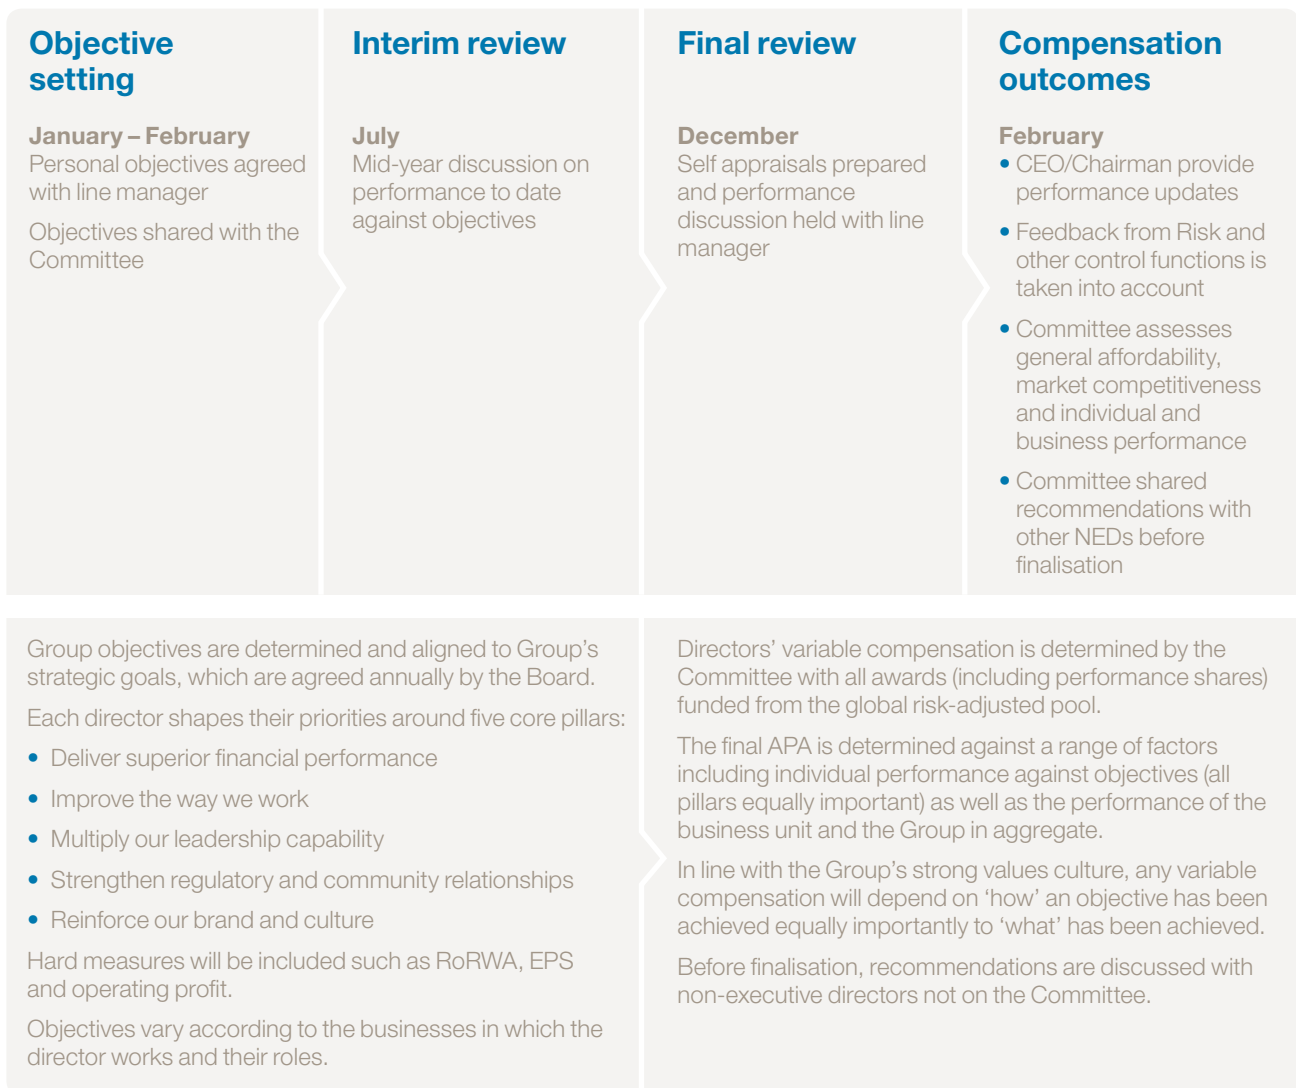 Objective
setting
January – February
Personal objectives agreed
with line manager
Objectives shared with the
Committee
Interim review
July
Mid-year discussion on
performance to date
against objectives
Final review
December
Self appraisals prepared
and performance
discussion held with line
manager
Compensation
outcomes
February
• CEO/Chairman provide
performance updates
• Feedback from Risk and
other control functions is
taken into account
• Committee assesses
general affordability,
market competitiveness
and individual and
business performance
• Committee shared
recommendations with
other NEDs before
finalisation
Group objectives are determined and aligned to Group’s
strategic goals, which are agreed annually by the Board.
Each director shapes their priorities around five core pillars:
• Deliver superior financial performance
• Improve the way we work
• Multiply our leadership capability
• Strengthen regulatory and community relationships
• Reinforce our brand and culture
Hard measures will be included such as RoRWA, EPS
and operating profit.
Objectives vary according to the businesses in which the
director works and their roles.
Directors’ variable compensation is determined by the
Committee with all awards (including performance shares)
funded from the global risk-adjusted pool.
The final APA is determined against a range of factors
including individual performance against objectives (all
pillars equally important) as well as the performance of the
business unit and the Group in aggregate.
In line with the Group’s strong values culture, any variable
compensation will depend on ‘how’ an objective has been
achieved equally importantly to ‘what’ has been achieved.
Before finalisation, recommendations are discussed with
non-executive directors not on the Committee.